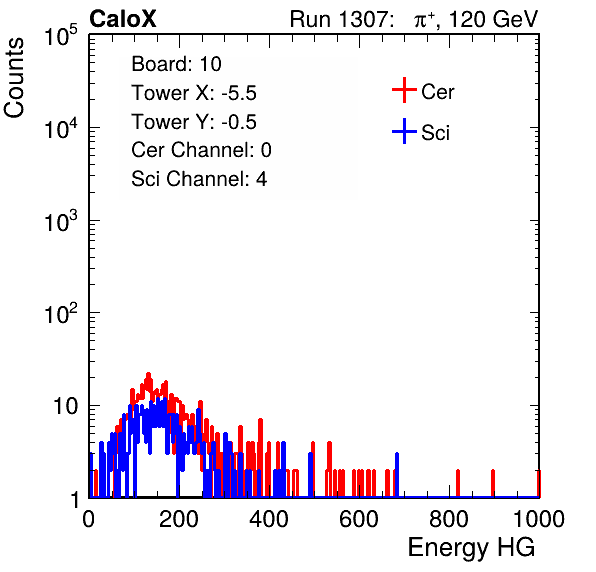 CaloX Run 1307: π⁺, 120 GeV
Counts
10⁵
10⁴
10³
10²
10
1
Board: 10
Tower X: -5.5
Tower Y: -0.5
Cer Channel: 0
Sci Channel: 4
Cer
Sci
0 200 400 600 800 1000
Energy HG